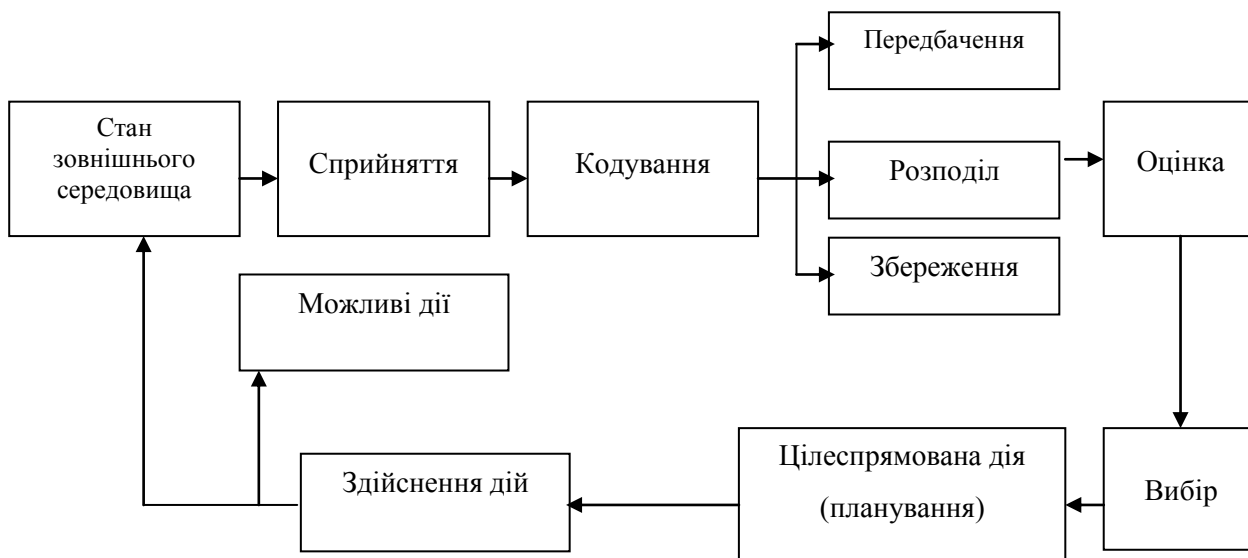 Передбачення
Стан
зовнішнього
середовища
Сприйняття
Кодування
Розподіл
Оцінка
Збереження
Можливі дії
Здійснення дій
Цілеспрямована дія
(планування)
Вибір